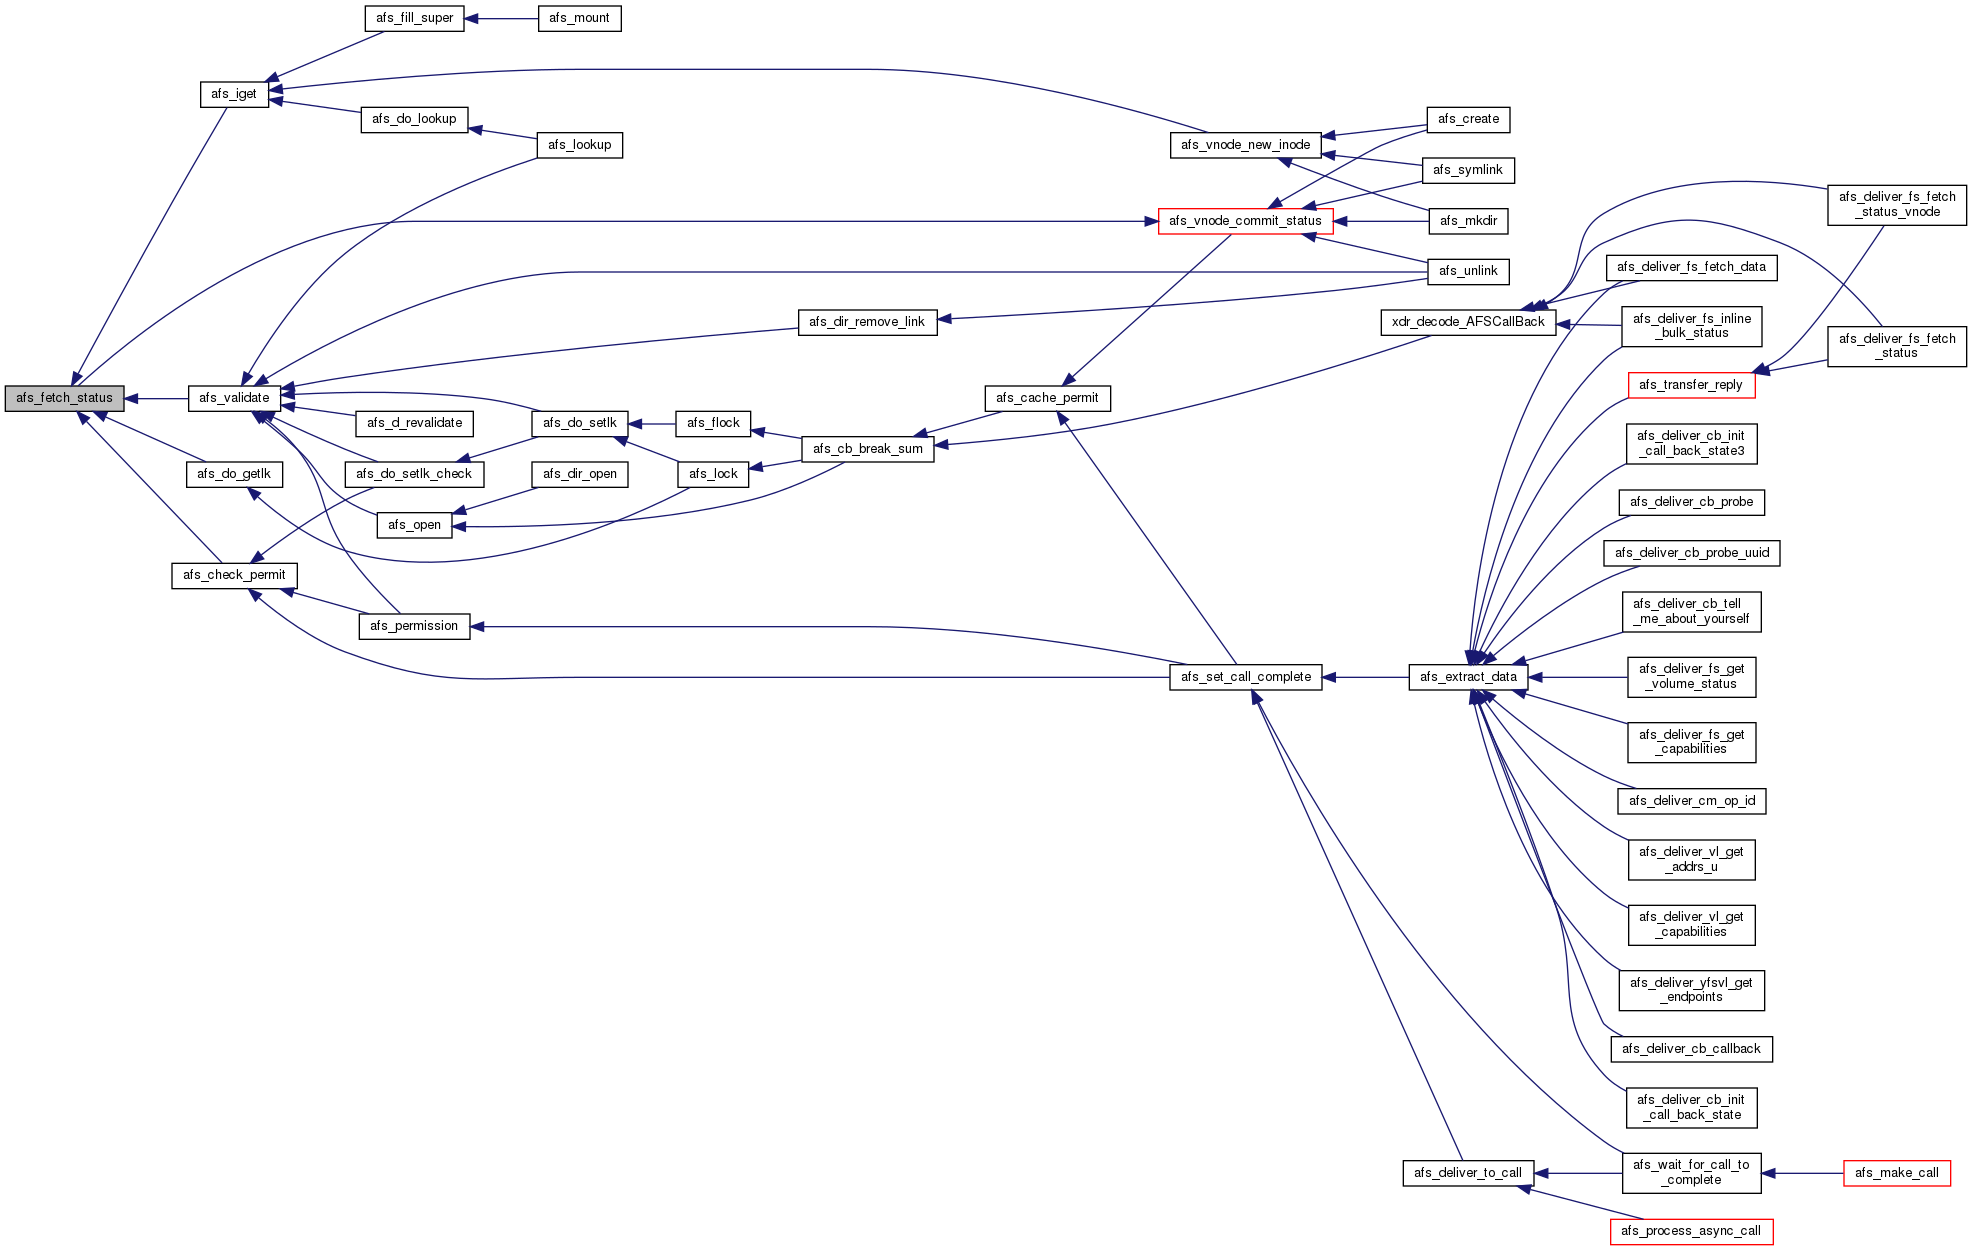 afs_fill_super
afs_mount
afs_iget
afs_do_lookup
afs_lookup
afs_vnode_new_inode
afs_create
afs_symlink
afs_vnode_commit_status
afs_mkdir
afs_unlink
afs_deliver_fs_fetch
_status_vnode
afs_deliver_fs_fetch_data
afs_dir_remove_link
xdr_decode_AFSCallBack
afs_deliver_fs_inline
_bulk_status
afs_deliver_fs_fetch
_status
afs_transfer_reply
afs_fetch_status
afs_validate
afs_cache_permit
afs_d_revalidate
afs_do_setlk
afs_flock
afs_cb_break_sum
afs_deliver_cb_init
_call_back_state3
afs_do_getlk
afs_do_setlk_check
afs_dir_open
afs_lock
afs_deliver_cb_probe
afs_open
afs_deliver_cb_probe_uuid
afs_check_permit
afs_deliver_cb_tell
_me_about_yourself
afs_permission
afs_set_call_complete
afs_extract_data
afs_deliver_fs_get
_volume_status
afs_deliver_fs_get
_capabilities
afs_deliver_cm_op_id
afs_deliver_vl_get
_addrs_u
afs_deliver_vl_get
_capabilities
afs_deliver_yfsvl_get
_endpoints
afs_deliver_cb_callback
afs_deliver_cb_init
_call_back_state
afs_deliver_to_call
afs_wait_for_call_to
_complete
afs_make_call
afs_process_async_call